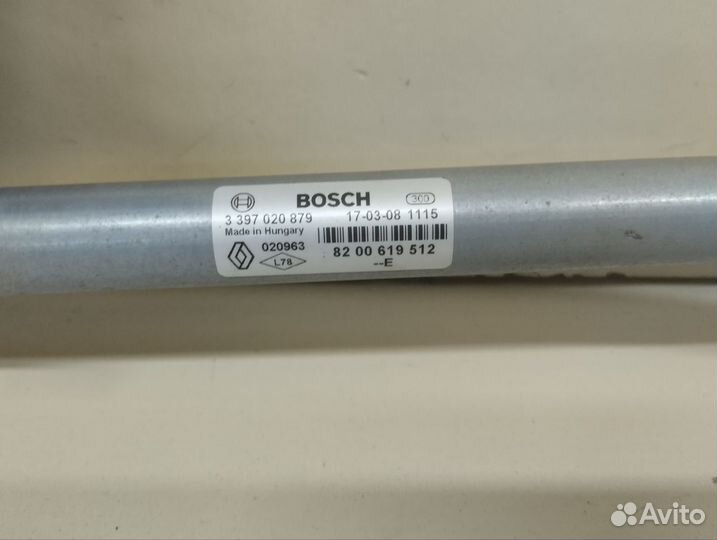 BOSCH 300
3 397 020 879 17-03-08 1115
Made in Hungary
020963 82 00 619 512
L78 --E
Avito